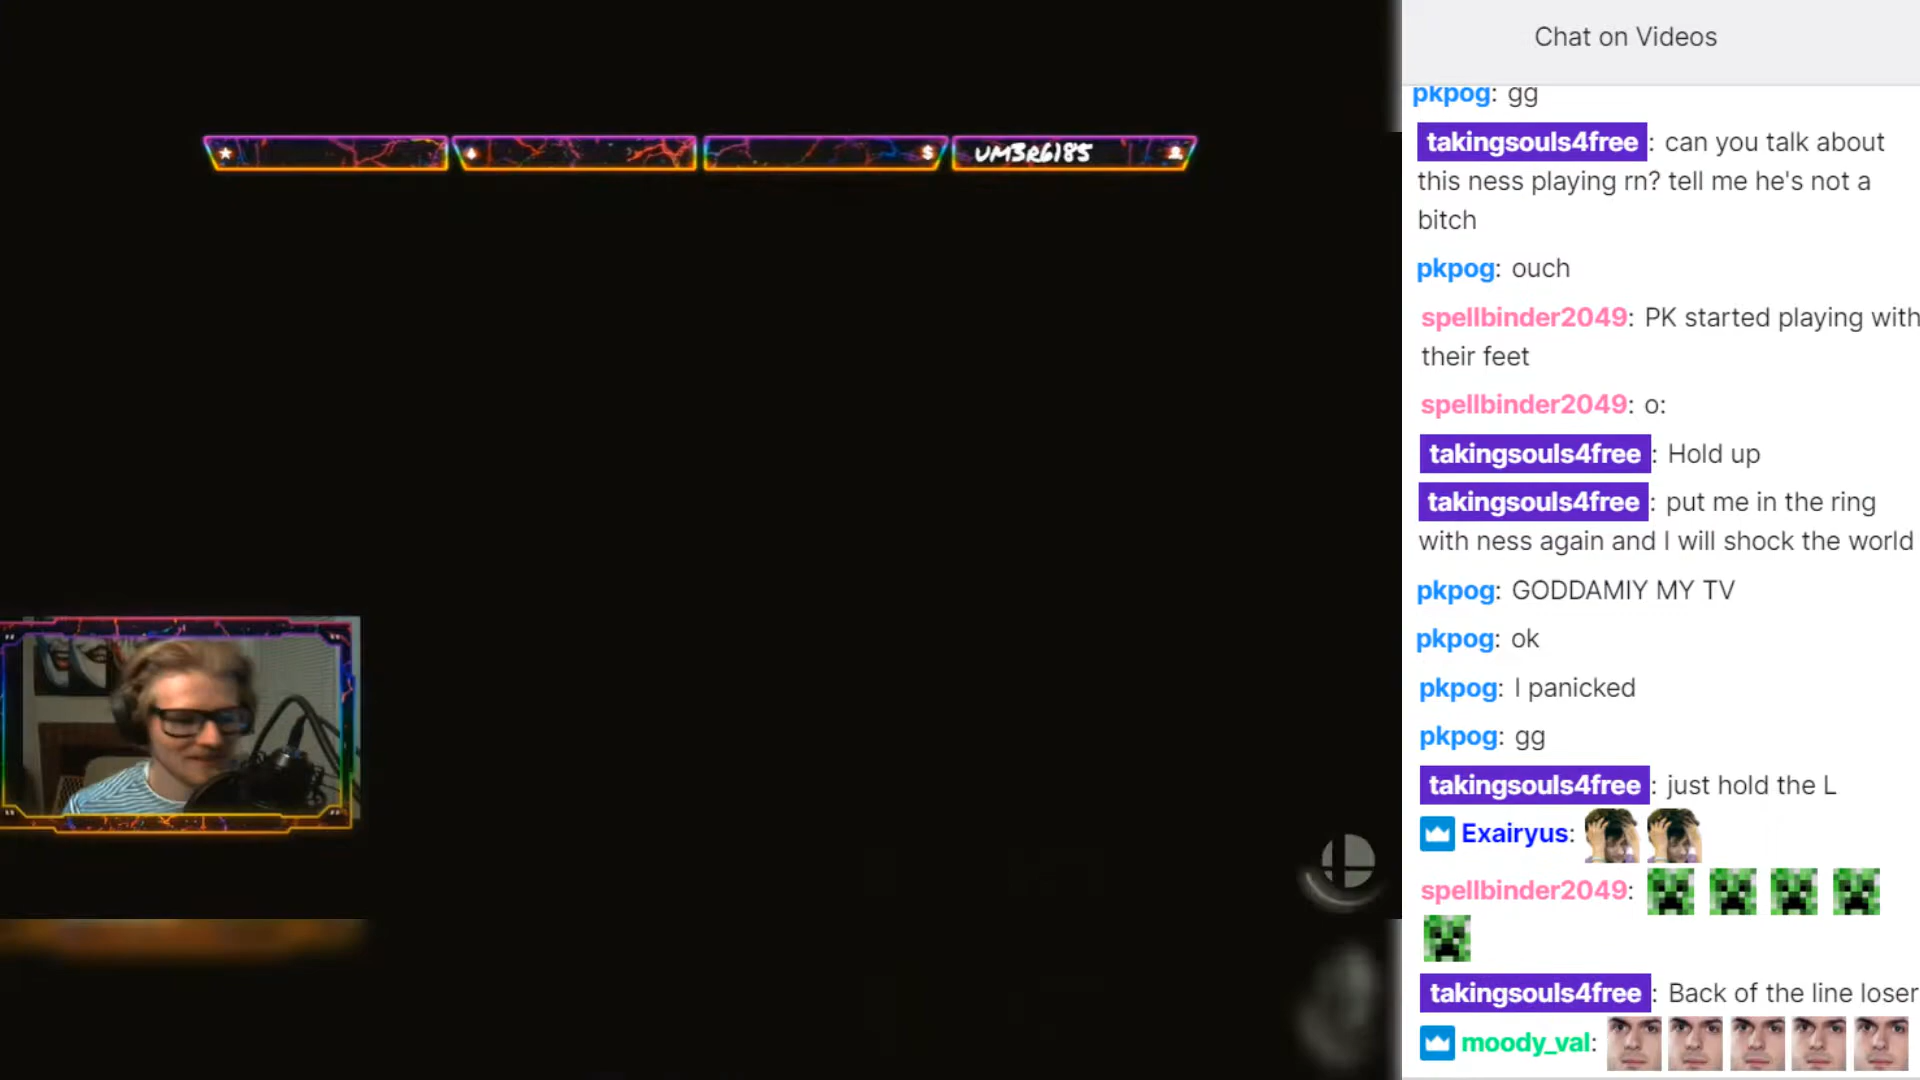 Chat on Videos
pkpog: gg
takingsouls4free: can you talk about
this ness playing rn? tell me he's not a
bitch
pkpog: ouch
spellbinder2049: PK started playing with
their feet
spellbinder2049: o:
takingsouls4free: Hold up
takingsouls4free: put me in the ring
with ness again and I will shock the world
pkpog: GODDAMIY MY TV
pkpog: ok
pkpog: I panicked
pkpog: gg
takingsouls4free: just hold the L
Exairyus:
spellbinder2049:
takingsouls4free: Back of the line loser
moody_val:
$
UM3R6185